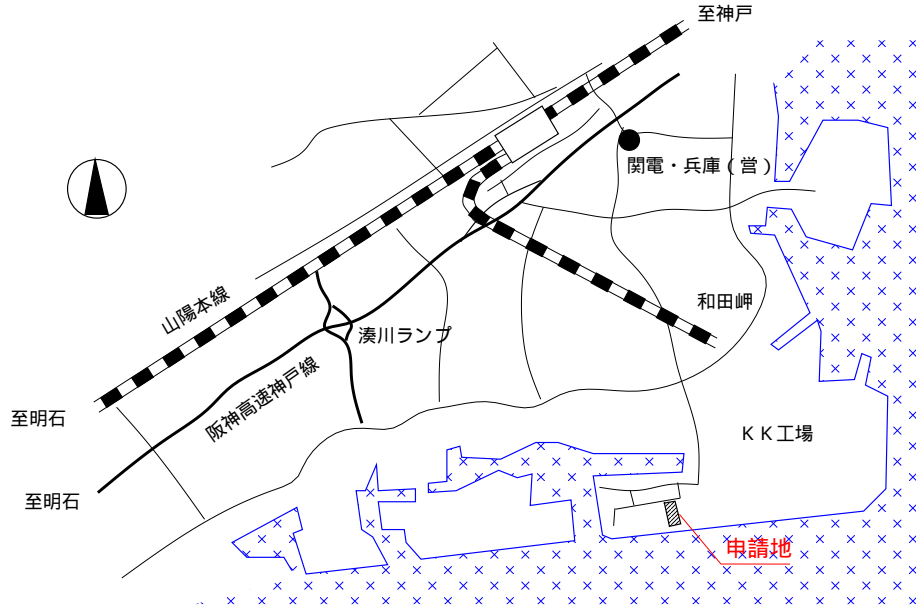 至神戸
関電・兵庫(営)
山陽本線
和田岬
湊川ランプ
阪神高速神戸線
至明石
KK工場
至明石
申請地